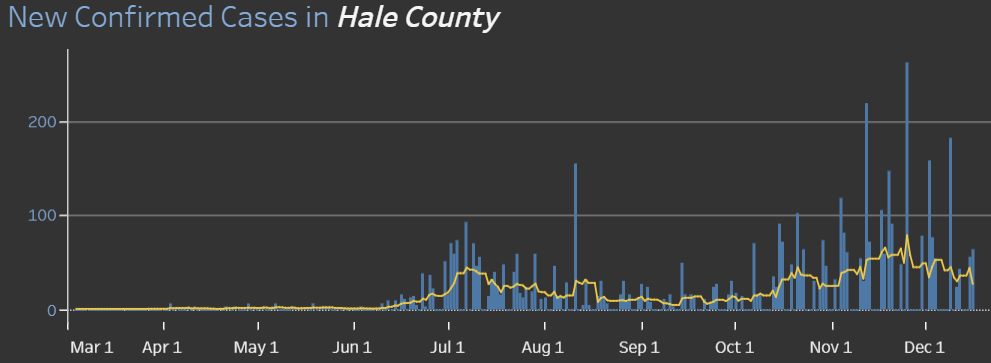 New Confirmed Cases in Hale County
200
100
0
Mar 1 Apr 1 May 1 Jun 1 Jul 1 Aug 1 Sep 1 Oct 1 Nov 1 Dec 1